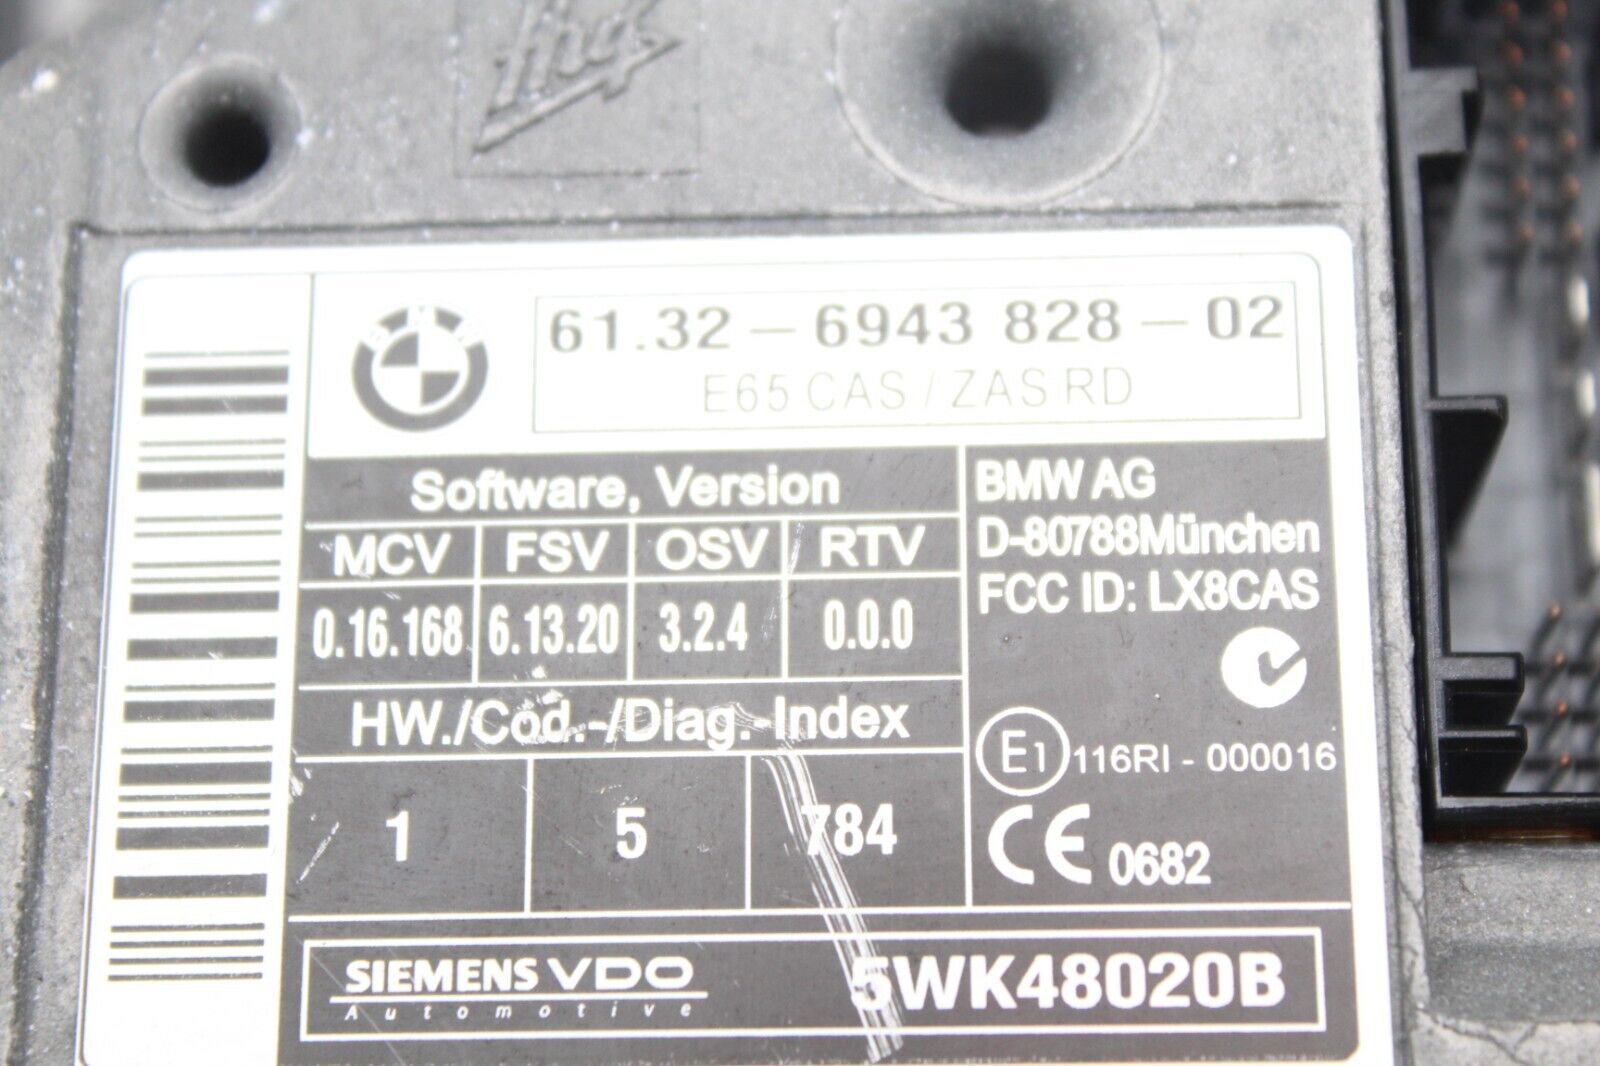 BMW
61.32 - 6943 828 - 02
E65 CAS / ZAS RD
Software, Version
MCV FSV OSV RTV
0.16.168 6.13.20 3.2.4 0.0.0
HW./Cod.-/Diag.-Index
1 5 784
BMW AG
D-80788München
FCC ID: LX8CAS
E1 116RI - 000016
CE 0682
SIEMENS VDO
Automotive
5WK48020B